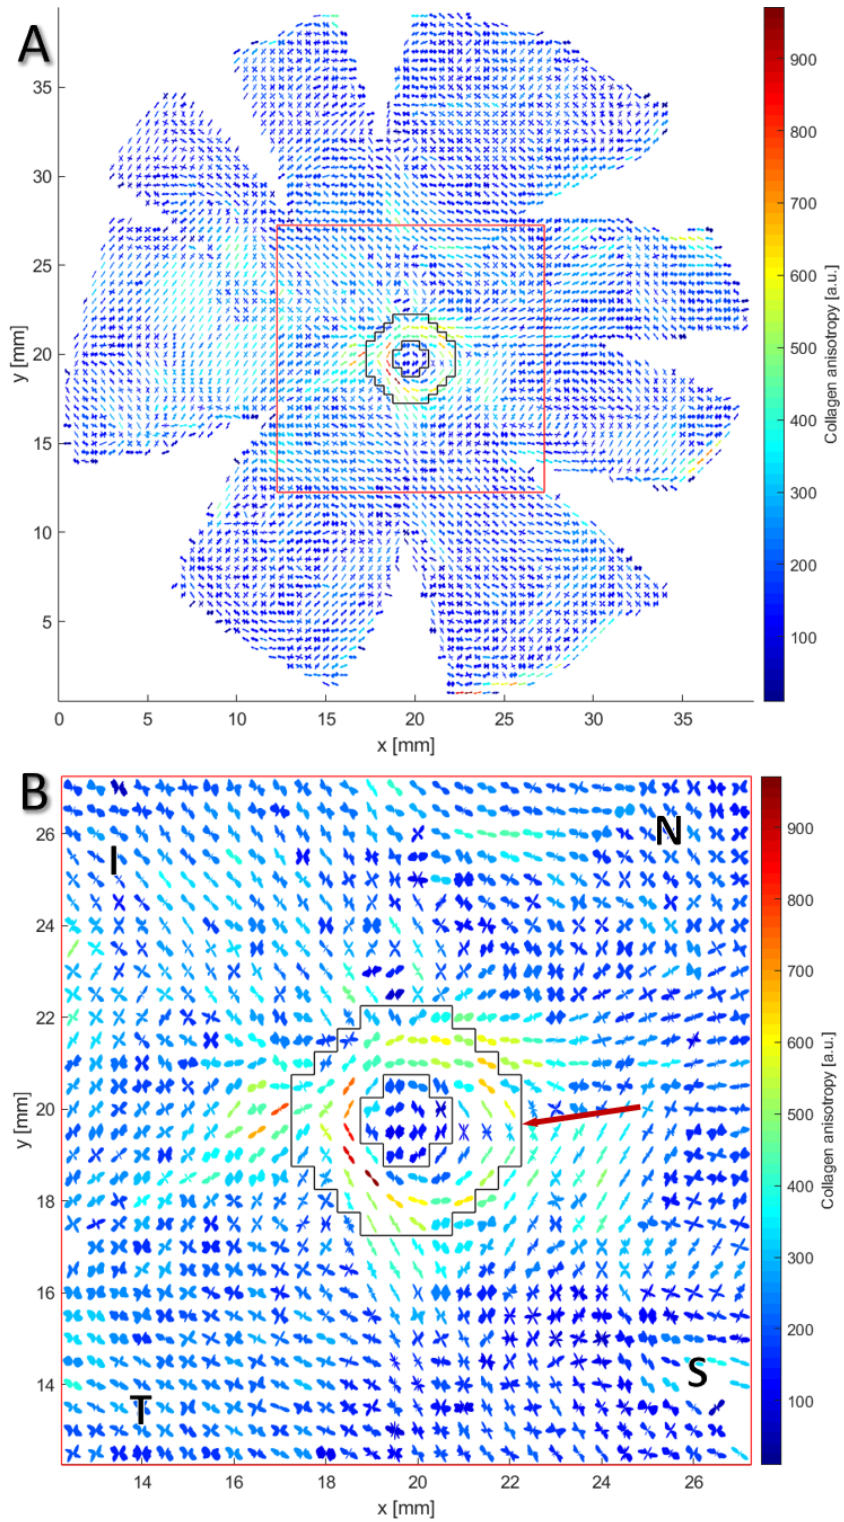 A
35
30
25
20
15
10
5
y [mm]
0 5 10 15 20 25 30 35
x [mm]
900
800
700
600
500
400
300
200
100
Collagen anisotropy [a.u.]
B
I
N
T
S
26
24
22
20
18
16
14
y [mm]
14 16 18 20 22 24 26
x [mm]
900
800
700
600
500
400
300
200
100
Collagen anisotropy [a.u.]